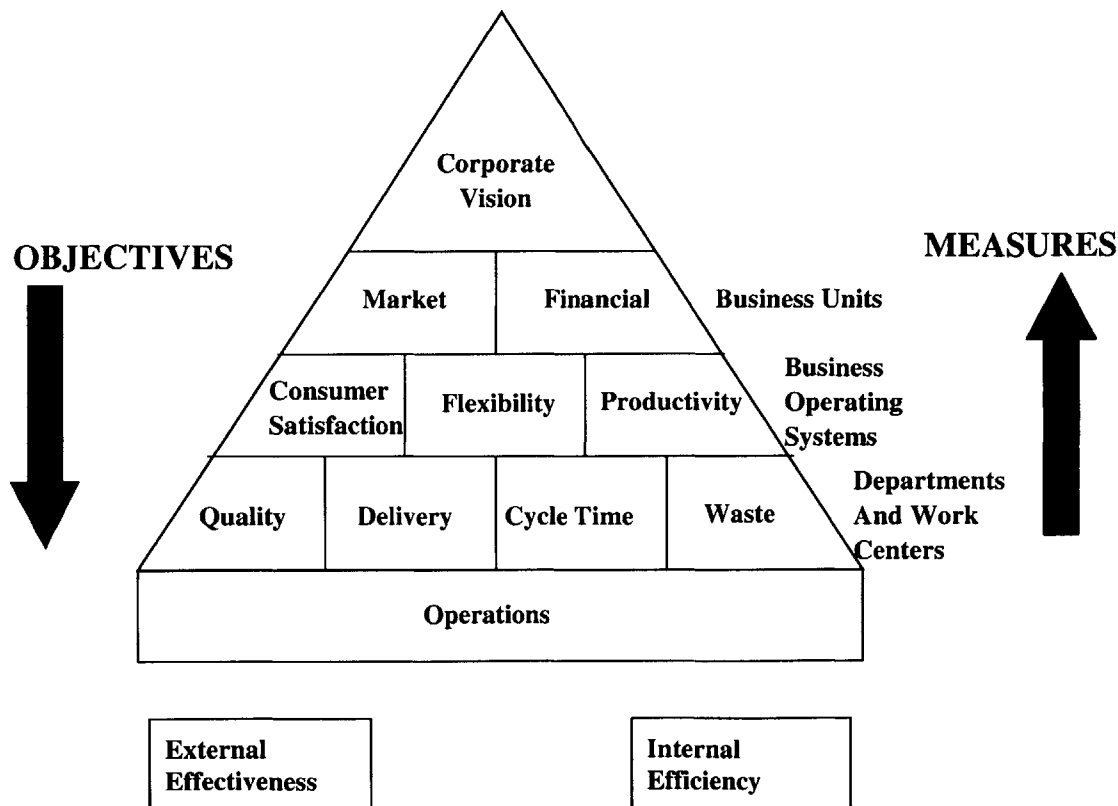 Corporate
Vision
OBJECTIVES
MEASURES
Market
Financial
Business Units
Consumer
Satisfaction
Flexibility
Productivity
Business
Operating
Systems
Quality
Delivery
Cycle Time
Waste
Departments
And Work
Centers
Operations
External
Effectiveness
Internal
Efficiency